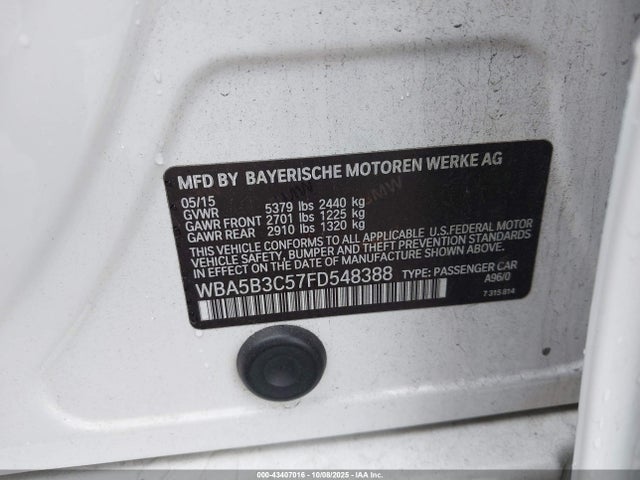 MFD BY BAYERISCHE MOTOREN WERKE AG
05/15
GVWR 5379 lbs 2440 kg
GAWR FRONT 2701 lbs 1225 kg
GAWR REAR 2910 lbs 1320 kg
THIS VEHICLE CONFORMS TO ALL APPLICABLE U.S.FEDERAL MOTOR
VEHICLE SAFETY, BUMPER, AND THEFT PREVENTION STANDARDS
IN EFFECT ON THE DATE OF MANUFACTURE SHOWN ABOVE.
WBA5B3C57FD548388 TYPE: PASSENGER CAR
A96/0
7 315 814
000-43407016 | 10/08/2025 | IAAI.com